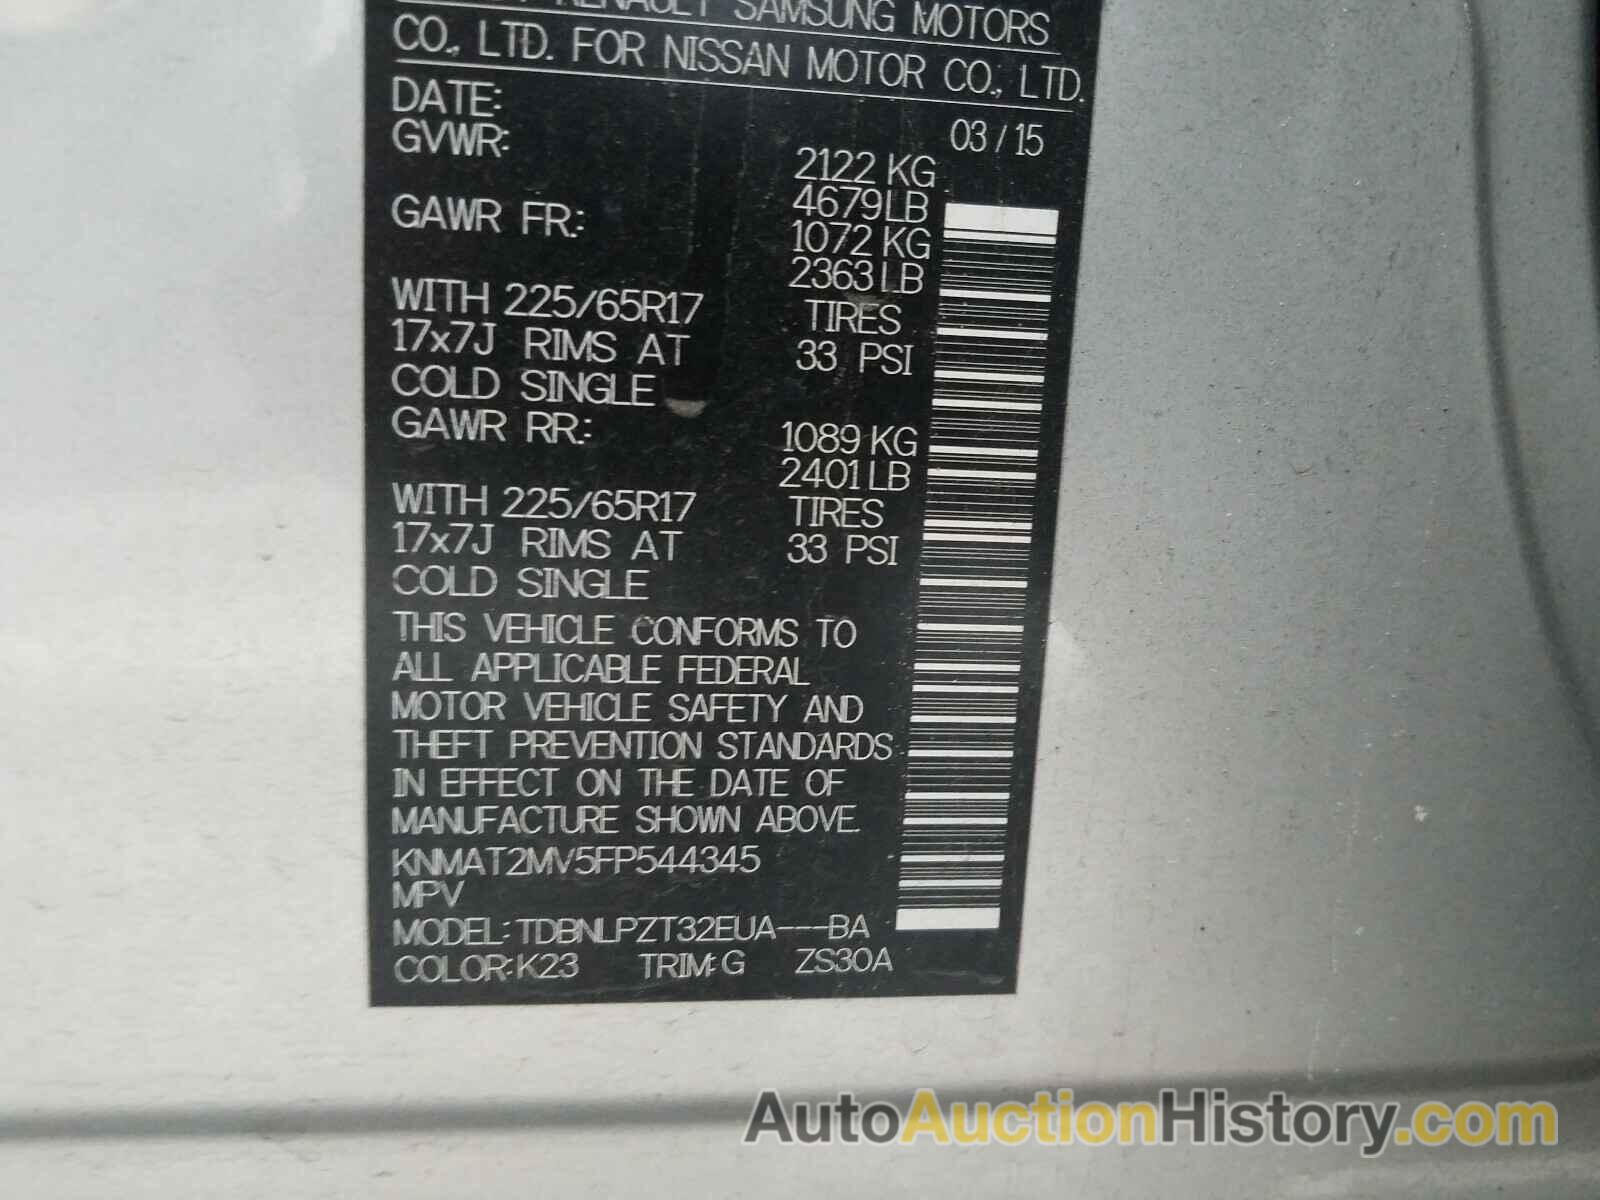 RENAULT SAMSUNG MOTORS
CO., LTD. FOR NISSAN MOTOR CO., LTD.
DATE: 03/15
GVWR: 2122 KG
4679LB
GAWR FR: 1072 KG
2363LB
WITH 225/65R17 TIRES
17x7J RIMS AT 33 PSI
COLD SINGLE
GAWR RR: 1089 KG
2401LB
WITH 225/65R17 TIRES
17x7J RIMS AT 33 PSI
COLD SINGLE
THIS VEHICLE CONFORMS TO
ALL APPLICABLE FEDERAL
MOTOR VEHICLE SAFETY AND
THEFT PREVENTION STANDARDS
IN EFFECT ON THE DATE OF
MANUFACTURE SHOWN ABOVE.
KNMAT2MV5FP544345
MPV
MODEL:TDBNLPZT32EUA---BA
COLOR:K23 TRIM:G ZS30A
AutoAuctionHistory.com